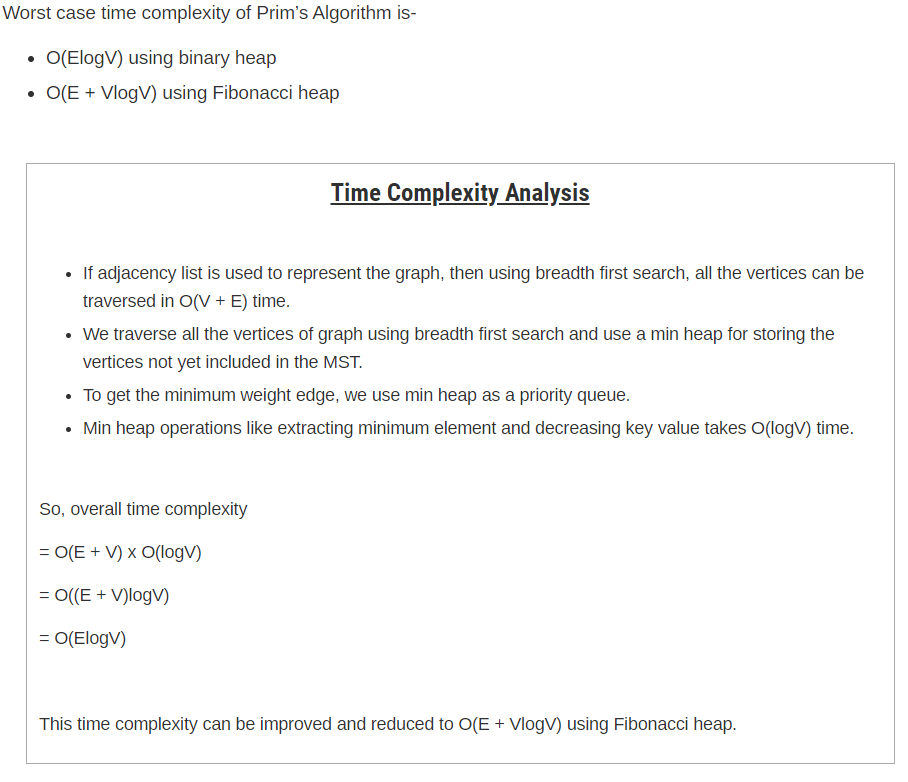 Worst case time complexity of Prim’s Algorithm is-
• O(ElogV) using binary heap
• O(E + VlogV) using Fibonacci heap
Time Complexity Analysis
• If adjacency list is used to represent the graph, then using breadth first search, all the vertices can be
traversed in O(V + E) time.
• We traverse all the vertices of graph using breadth first search and use a min heap for storing the
vertices not yet included in the MST.
• To get the minimum weight edge, we use min heap as a priority queue.
• Min heap operations like extracting minimum element and decreasing key value takes O(logV) time.
So, overall time complexity
= O(E + V) x O(logV)
= O((E + V)logV)
= O(ElogV)
This time complexity can be improved and reduced to O(E + VlogV) using Fibonacci heap.